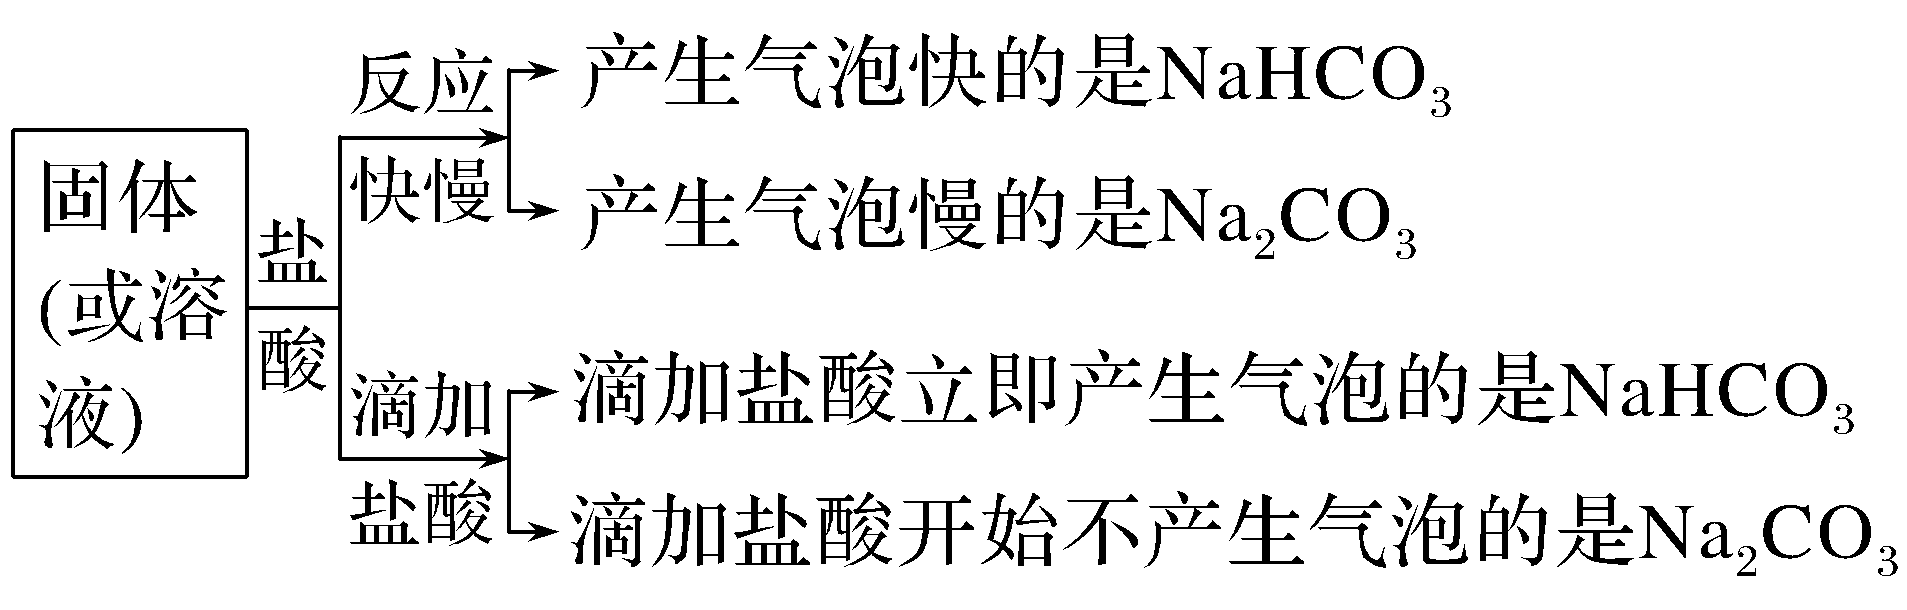 固体
(或溶
液)
盐
酸
反应
快慢
产生气泡快的是NaHCO₃
产生气泡慢的是Na₂CO₃
滴加
盐酸
滴加盐酸立即产生气泡的是NaHCO₃
滴加盐酸开始不产生气泡的是Na₂CO₃